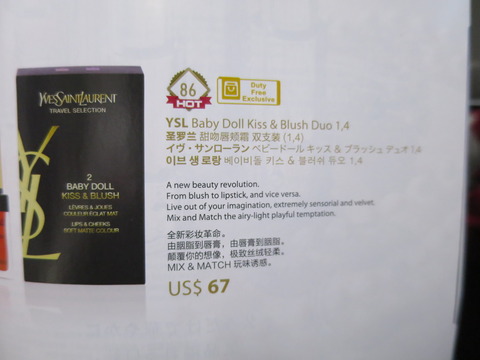 YVESSAINTLAURENT
TRAVEL SELECTION
2
BABY DOLL
KISS & BLUSH
LÈVRES & JOUES
COULEUR ÉCLAT MAT
LIPS & CHEEKS
SOFT MATTE COLOUR
86
HOT
Duty
Free
Exclusive
YSL Baby Doll Kiss & Blush Duo 1,4
圣罗兰 甜吻唇颊霜 双支装 (1,4)
イヴ・サンローラン ベビードール キッス & ブラッシュ デュオ 1,4
이브 생 로랑 베이비돌 키스 & 블러쉬 듀오 1,4
A new beauty revolution.
From blush to lipstick, and vice versa.
Live out of your imagination, extremely sensorial and velvet.
Mix and Match the airy-light playful temptation.
全新彩妆革命。
由胭脂到唇膏，由唇膏到胭脂。
颠覆你的想像，极致丝绒轻柔。
MIX & MATCH 玩味诱惑。
US$ 67